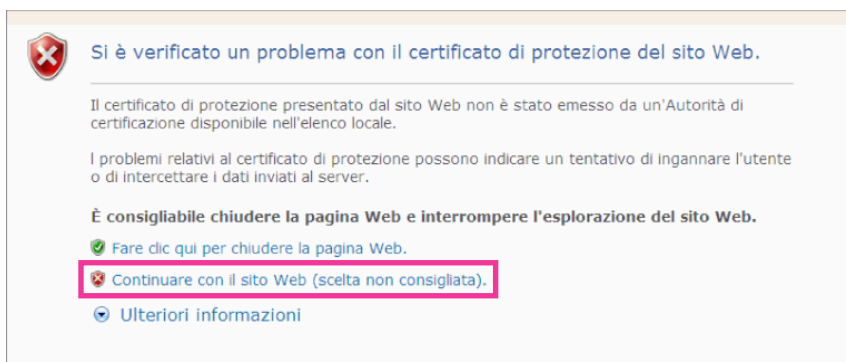 Si è verificato un problema con il certificato di protezione del sito Web.
Il certificato di protezione presentato dal sito Web non è stato emesso da un'Autorità di
certificazione disponibile nell'elenco locale.
I problemi relativi al certificato di protezione possono indicare un tentativo di ingannare l'utente
o di intercettare i dati inviati al server.
È consigliabile chiudere la pagina Web e interrompere l'esplorazione del sito Web.
Fare clic qui per chiudere la pagina Web.
Continuare con il sito Web (scelta non consigliata).
Ulteriori informazioni